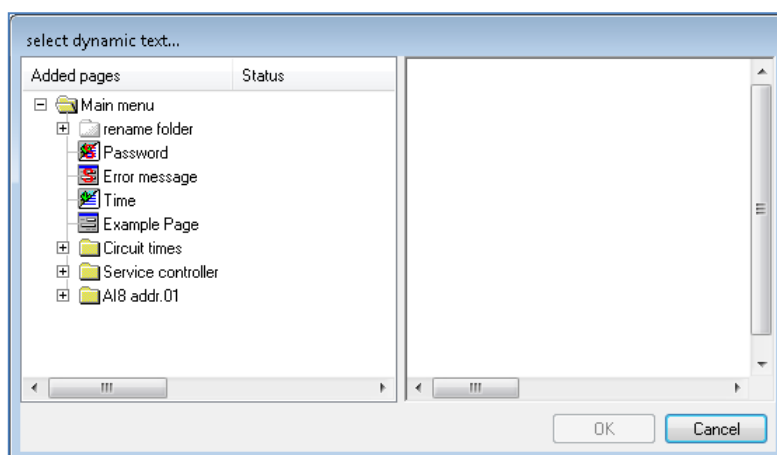 select dynamic text...
Added pages Status
Main menu
rename folder
Password
Error message
Time
Example Page
Circuit times
Service controller
AI8 addr.01
OK Cancel